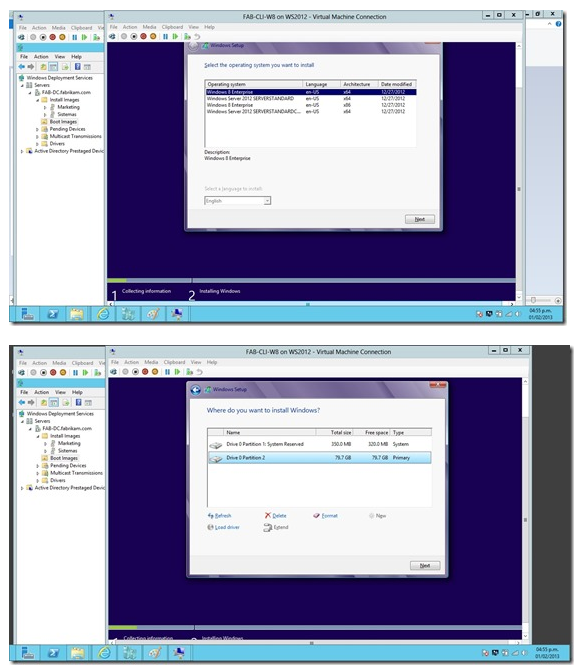 FAB-CLI-W8 on WS2012 - Virtual Machine Connection
File Action Media Clipboard View Help
File Action View Help
Windows Deployment Services
Servers
FAB-DC.fabrikam.com
Install Images
Marketing
Sistemas
Boot Images
Pending Devices
Multicast Transmissions
Drivers
Active Directory Prestaged Devic
Windows Setup
Select the operating system you want to install
Operating system Language Architecture Date modified
Windows 8 Enterprise en-US x64 12/27/2012
Windows Server 2012 SERVERSTANDARD en-US x64 12/27/2012
Windows 8 Enterprise en-US x86 12/27/2012
Windows Server 2012 SERVERSTANDARDC... en-US x64 12/27/2012
Description:
Windows 8 Enterprise
Select a language to install:
English
Next
1 Collecting information 2 Installing Windows
04:55 p.m.
01/02/2013
FAB-CLI-W8 on WS2012 - Virtual Machine Connection
File Action Media Clipboard View Help
File Action View Help
Windows Deployment Services
Servers
FAB-DC.fabrikam.com
Install Images
Marketing
Sistemas
Boot Images
Pending Devices
Multicast Transmissions
Drivers
Active Directory Prestaged Devic
Windows Setup
Where do you want to install Windows?
Name Total size Free space Type
Drive 0 Partition 1: System Reserved 350.0 MB 320.0 MB System
Drive 0 Partition 2 79.7 GB 79.7 GB Primary
Refresh Delete Format New
Load driver Extend
Next
Collecting information Installing Windows
04:55 p.m.
01/02/2013